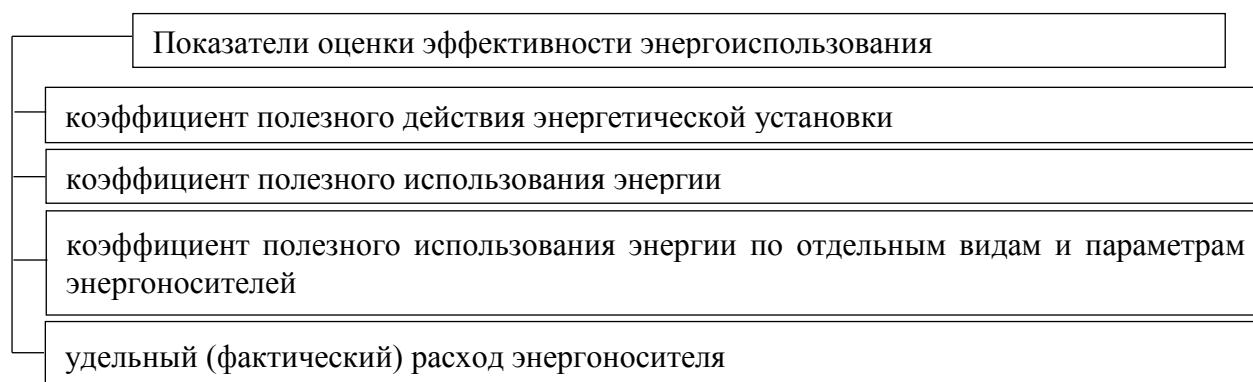 Показатели оценки эффективности энергоиспользования
коэффициент полезного действия энергетической установки
коэффициент полезного использования энергии
коэффициент полезного использования энергии по отдельным видам и параметрам
энергоносителей
удельный (фактический) расход энергоносителя